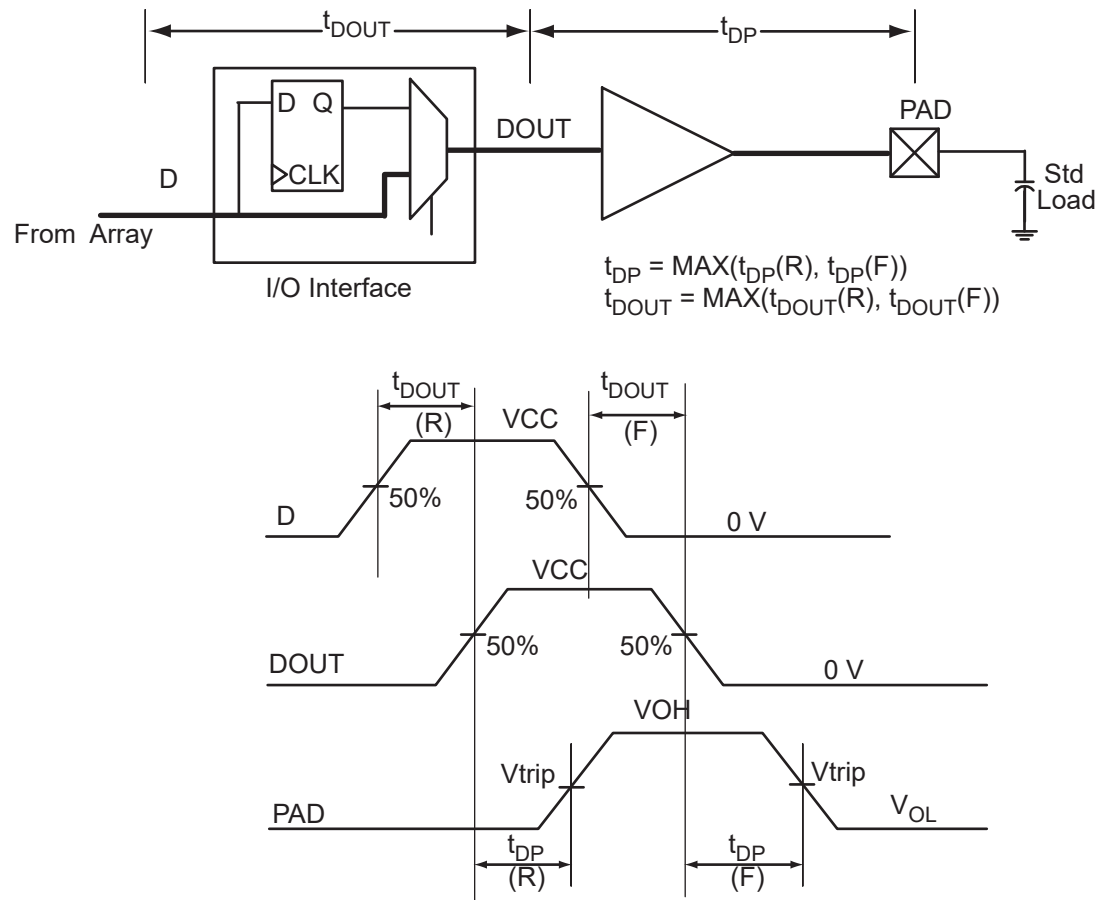 tDOUT
tDP
PAD
D Q
DOUT
CLK
D
Std
Load
From Array
I/O Interface
tDP = MAX(tDP(R), tDP(F))
tDOUT = MAX(tDOUT(R), tDOUT(F))
tDOUT
(R)
VCC
tDOUT
(F)
50%
50%
D
0 V
VCC
50%
50%
DOUT
0 V
VOH
Vtrip
Vtrip
PAD
VOL
tDP
(R)
tDP
(F)